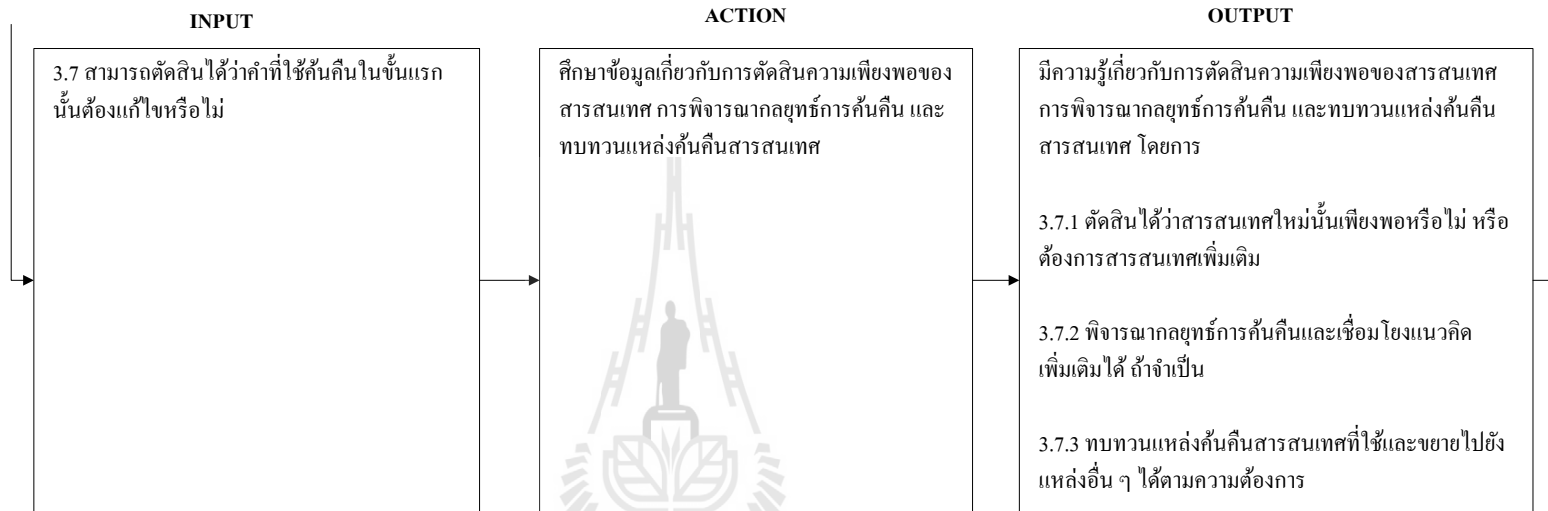 INPUT
ACTION
OUTPUT
3.7 สามารถตัดสินได้ว่าคำที่ใช้ค้นคืนในขั้นแรก
นั้นต้องแก้ไขหรือไม่
ศึกษาข้อมูลเกี่ยวกับการตัดสินความเพียงพอของ
สารสนเทศ การพิจารณากลยุทธ์การค้นคืน และ
ทบทวนแหล่งค้นคืนสารสนเทศ
มีความรู้เกี่ยวกับการตัดสินความเพียงพอของสารสนเทศ
การพิจารณากลยุทธ์การค้นคืน และทบทวนแหล่งค้นคืน
สารสนเทศ โดยการ
3.7.1 ตัดสินได้ว่าสารสนเทศใหม่นั้นเพียงพอหรือไม่ หรือ
ต้องการสารสนเทศเพิ่มเติม
3.7.2 พิจารณากลยุทธ์การค้นคืนและเชื่อมโยงแนวคิด
เพิ่มเติมได้ ถ้าจำเป็น
3.7.3 ทบทวนแหล่งค้นคืนสารสนเทศที่ใช้และขยายไปยัง
แหล่งอื่น ๆ ได้ตามความต้องการ